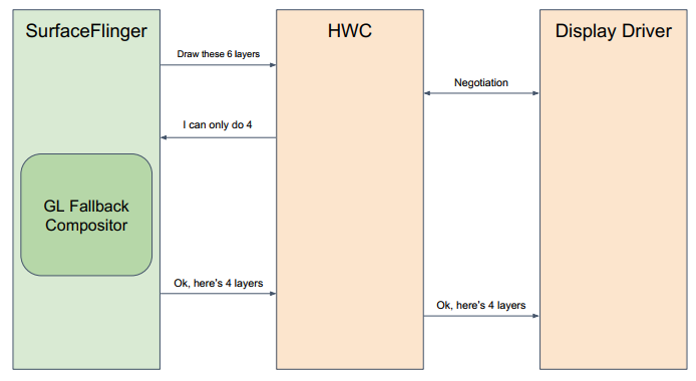 SurfaceFlinger
HWC
Display Driver
Draw these 6 layers
Negotiation
I can only do 4
GL Fallback
Compositor
Ok, here's 4 layers
Ok, here's 4 layers